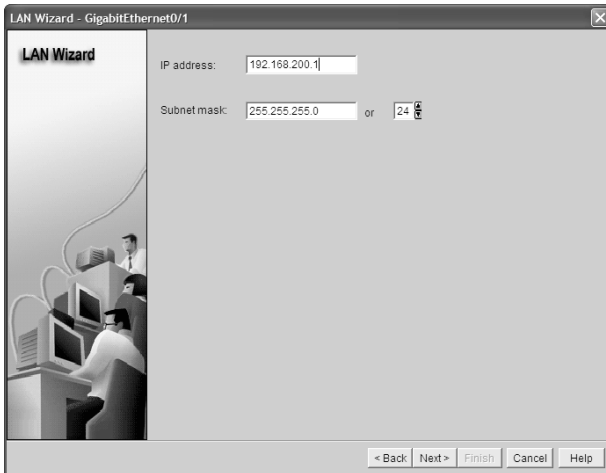 LAN Wizard - GigabitEthernet0/1
LAN Wizard
IP address: 192.168.200.1
Subnet mask: 255.255.255.0 or 24
< Back Next > Finish Cancel Help